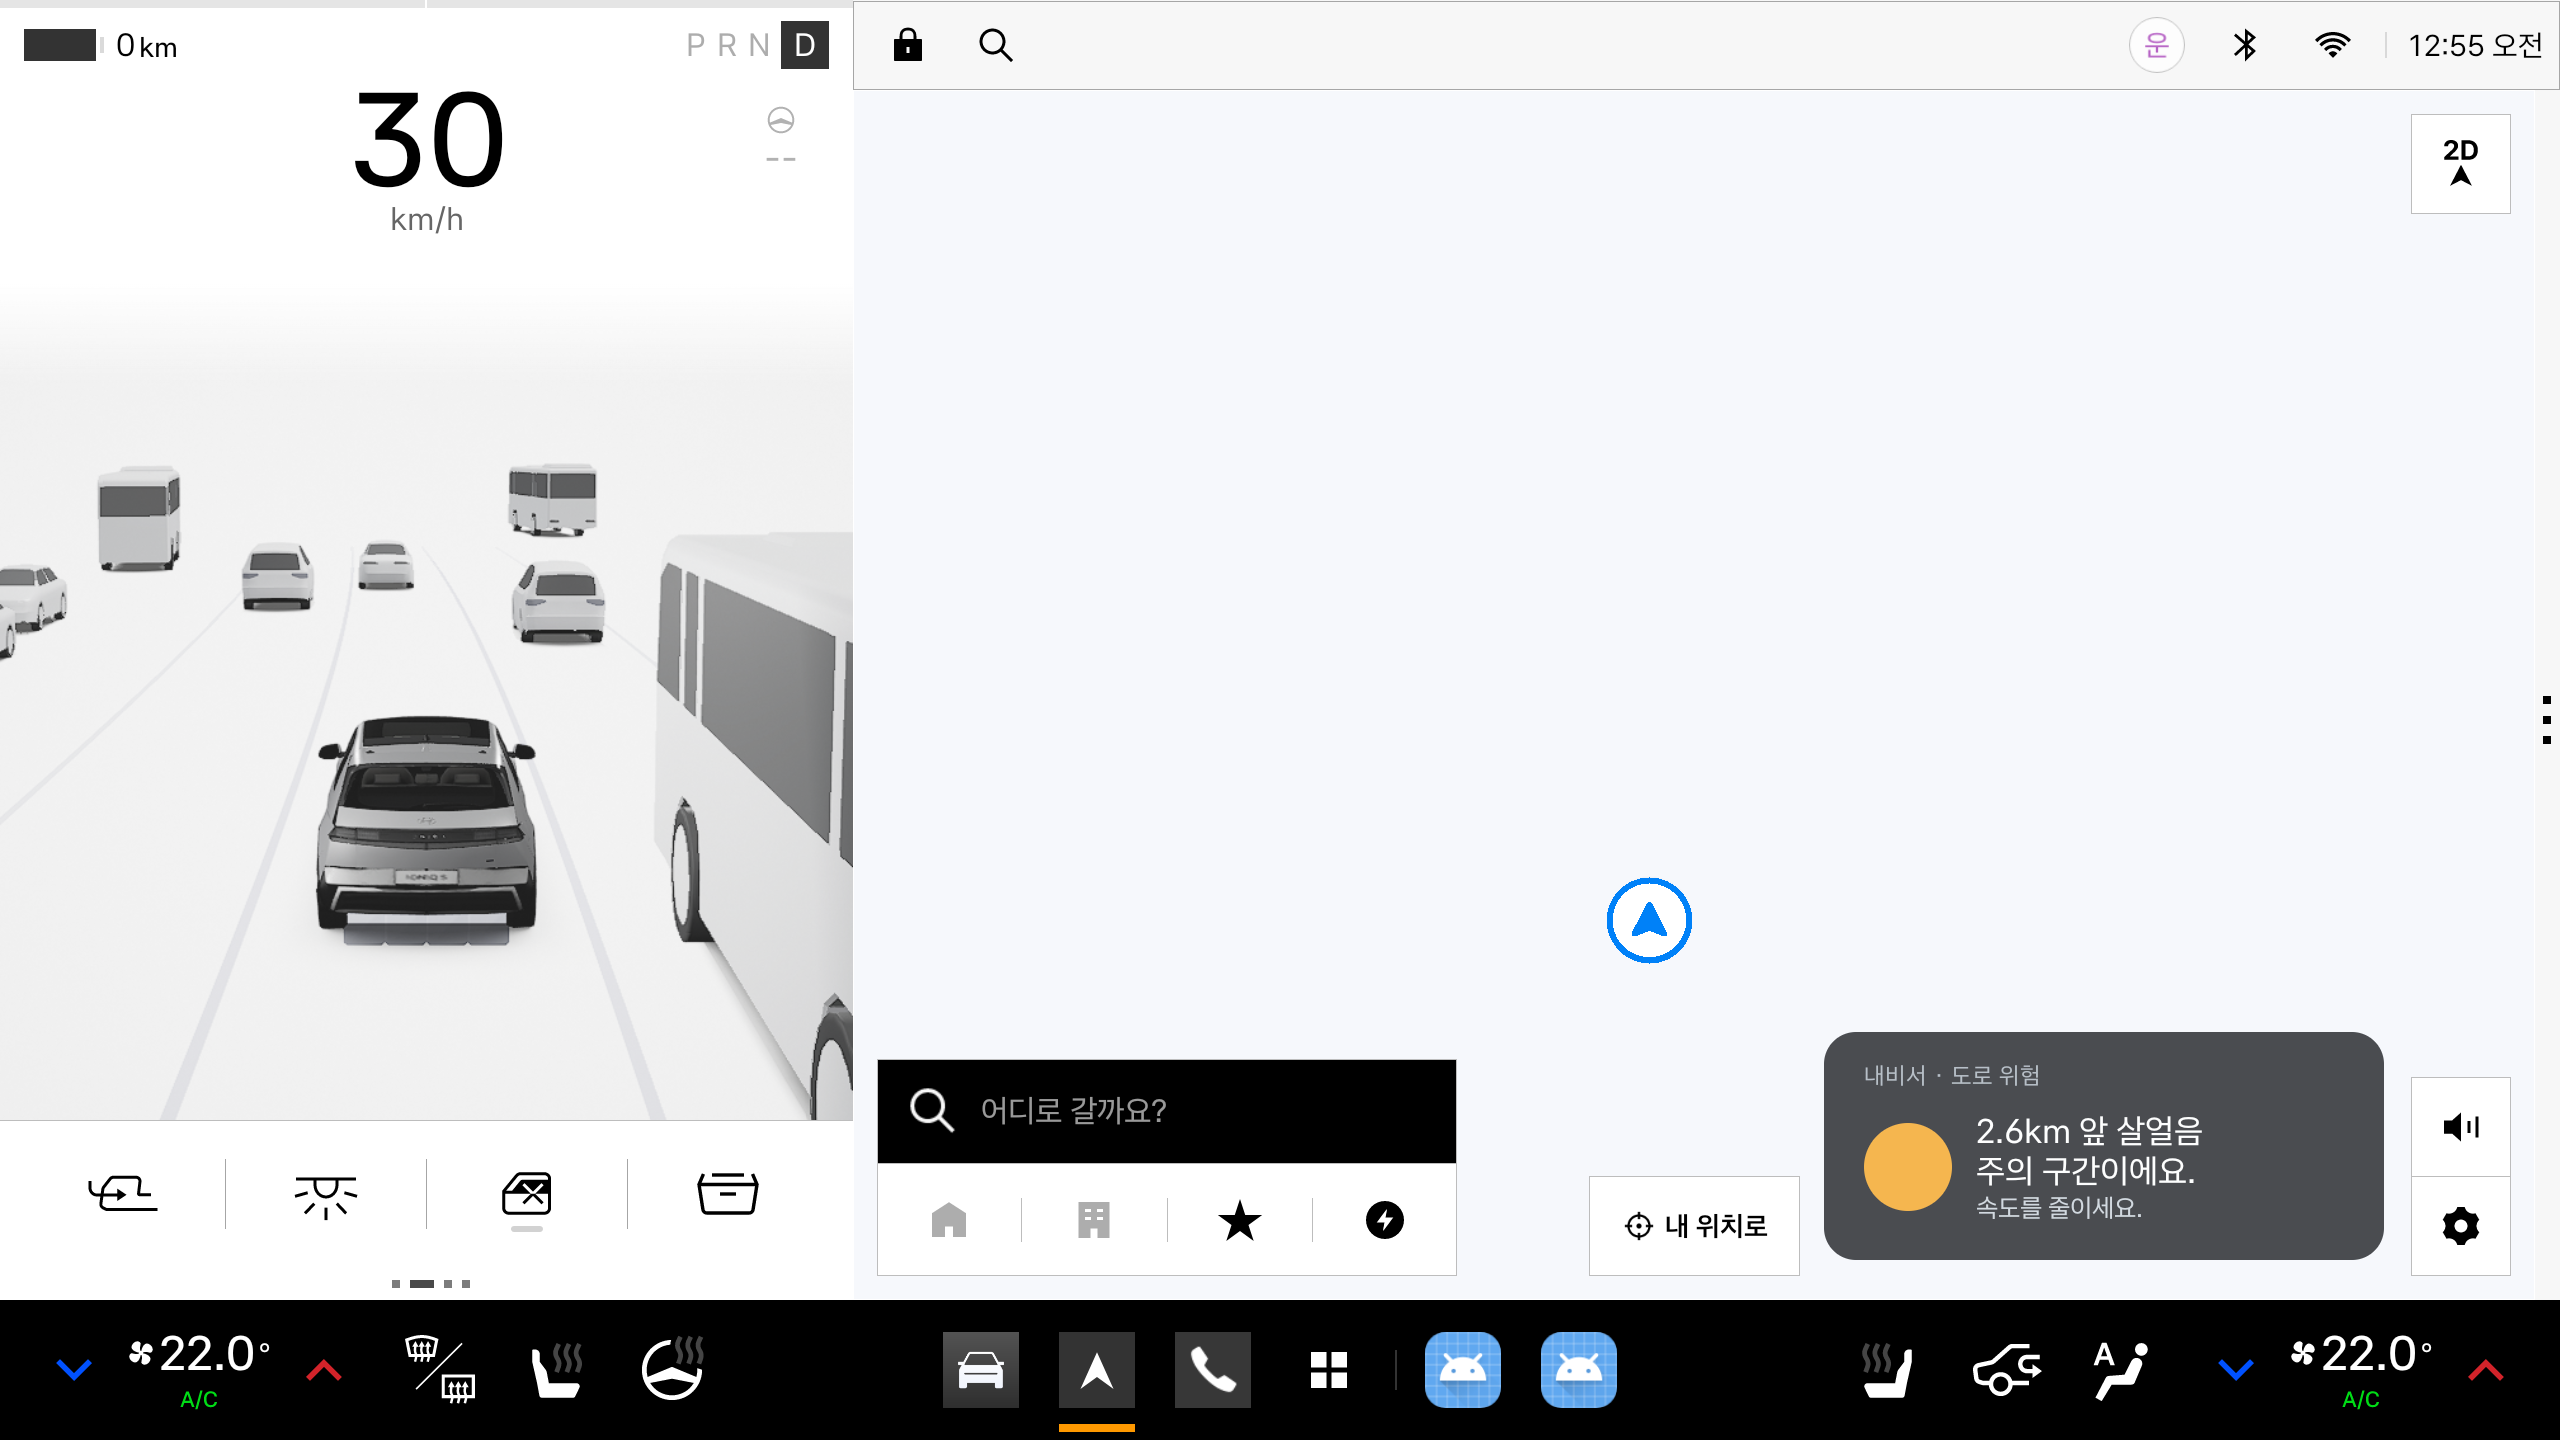 0 km
P R N D
30
km/h
--
운
12:55 오전
2D
어디로 갈까요?
내 위치로
내비서 · 도로 위험
2.6km 앞 살얼음
주의 구간이에요.
속도를 줄이세요.
22.0°
A/C
A
22.0°
A/C